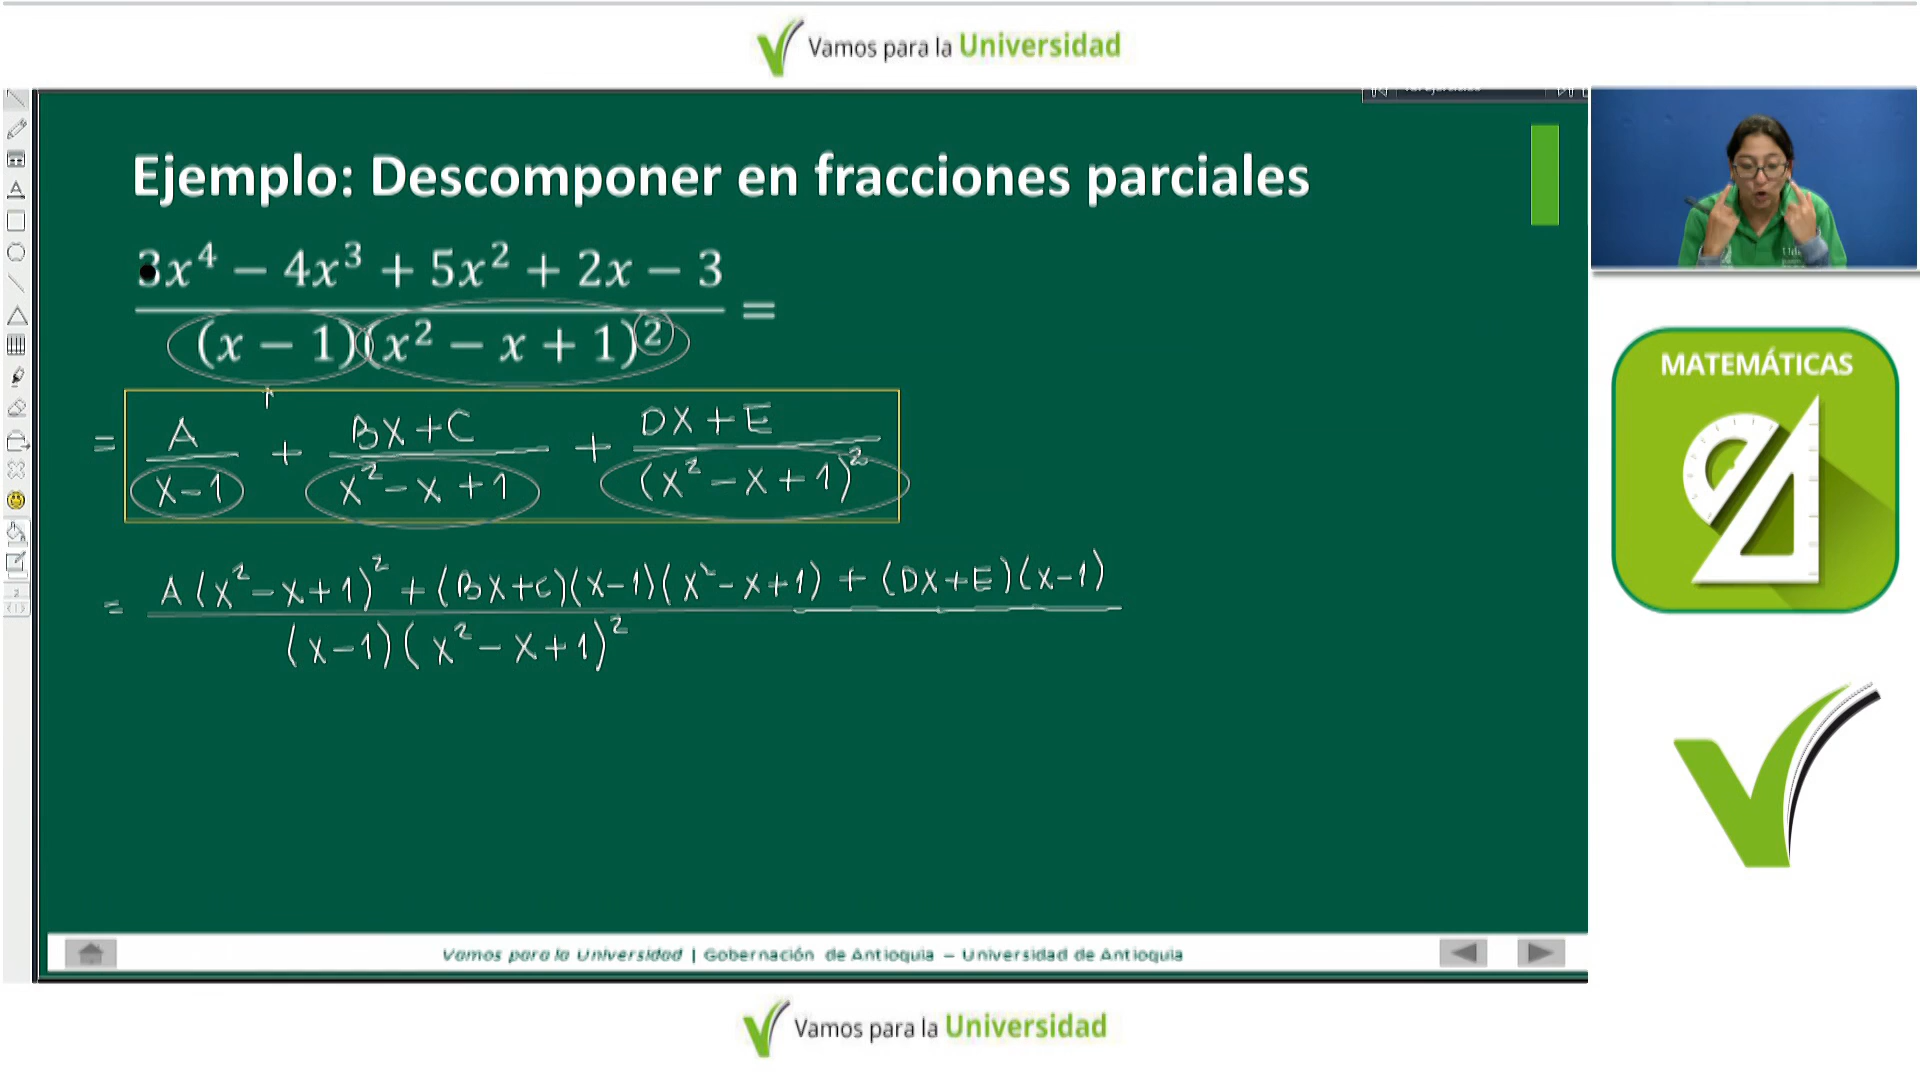 Vamos para la Universidad
Ejemplo: Descomponer en fracciones parciales
3x⁴ − 4x³ + 5x² + 2x − 3
=
(x − 1)(x² − x + 1)²
= A + BX+C + DX+E
x−1 x²−x+1 (x²−x+1)²
= A(x²−x+1)² + (BX+C)(x−1)(x²−x+1) + (DX+E)(x−1)
(x−1)(x²−x+1)²
MATEMÁTICAS
Vamos para la Universidad | Gobernación de Antioquia – Universidad de Antioquia
Vamos para la Universidad